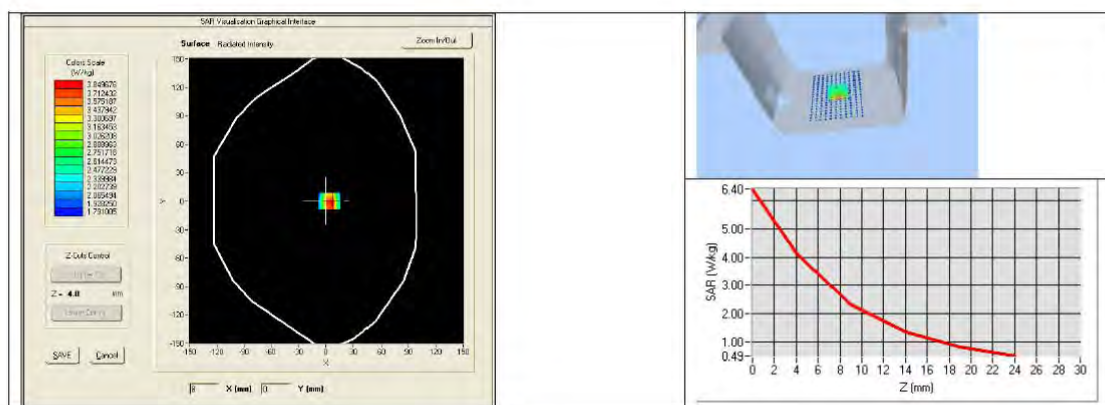 SAR Visualisation Graphical Interface
Surface Radiated Intensity
Zoom In/Out
Colors Scale
(W/kg)
3.849676
3.712432
3.575187
3.437942
3.163453
3.026208
2.751718
2.614473
2.477229
2.339984
2.202739
2.065494
1.928250
1.791005
Z-Cuts Control
Z = 4.0 mm
SAVE
Cancel
150
120
90
60
30
0
-30
-60
-90
-120
-150
Y
-150 -120 -90 -60 -30 0 30 60 90 120 150
X
8 X (mm) 0 Y (mm)
6.40
5.00
4.00
3.00
2.00
1.00
0.49
SAR (W/kg)
0 2 4 6 8 10 12 14 16 18 20 22 24 26 28 30
Z (mm)